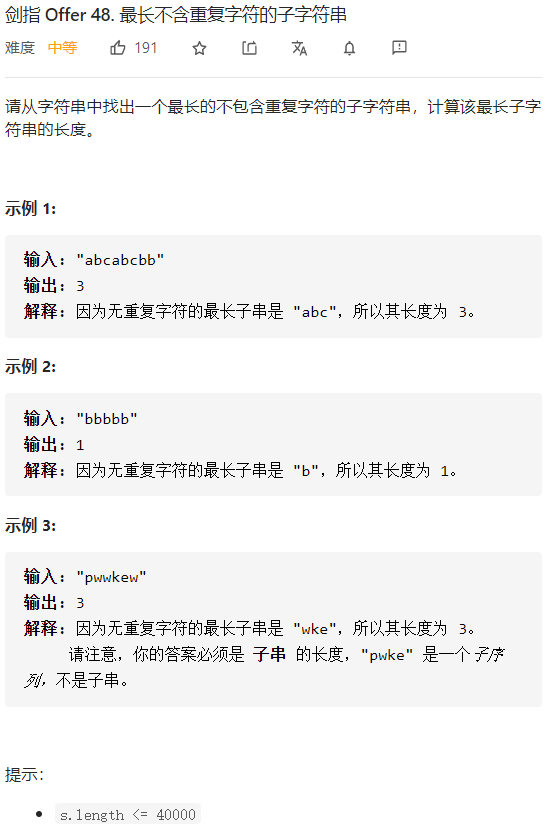 剑指 Offer 48. 最长不含重复字符的子字符串
难度 中等 191
请从字符串中找出一个最长的不包含重复字符的子字符串，计算该最长子字
符串的长度。
示例 1:
输入: "abcabcbb"
输出: 3
解释: 因为无重复字符的最长子串是 "abc"，所以其长度为 3。
示例 2:
输入: "bbbbb"
输出: 1
解释: 因为无重复字符的最长子串是 "b"，所以其长度为 1。
示例 3:
输入: "pwwkew"
输出: 3
解释: 因为无重复字符的最长子串是 "wke"，所以其长度为 3。
请注意，你的答案必须是 子串 的长度，"pwke" 是一个子序
列，不是子串。
提示：
s.length <= 40000